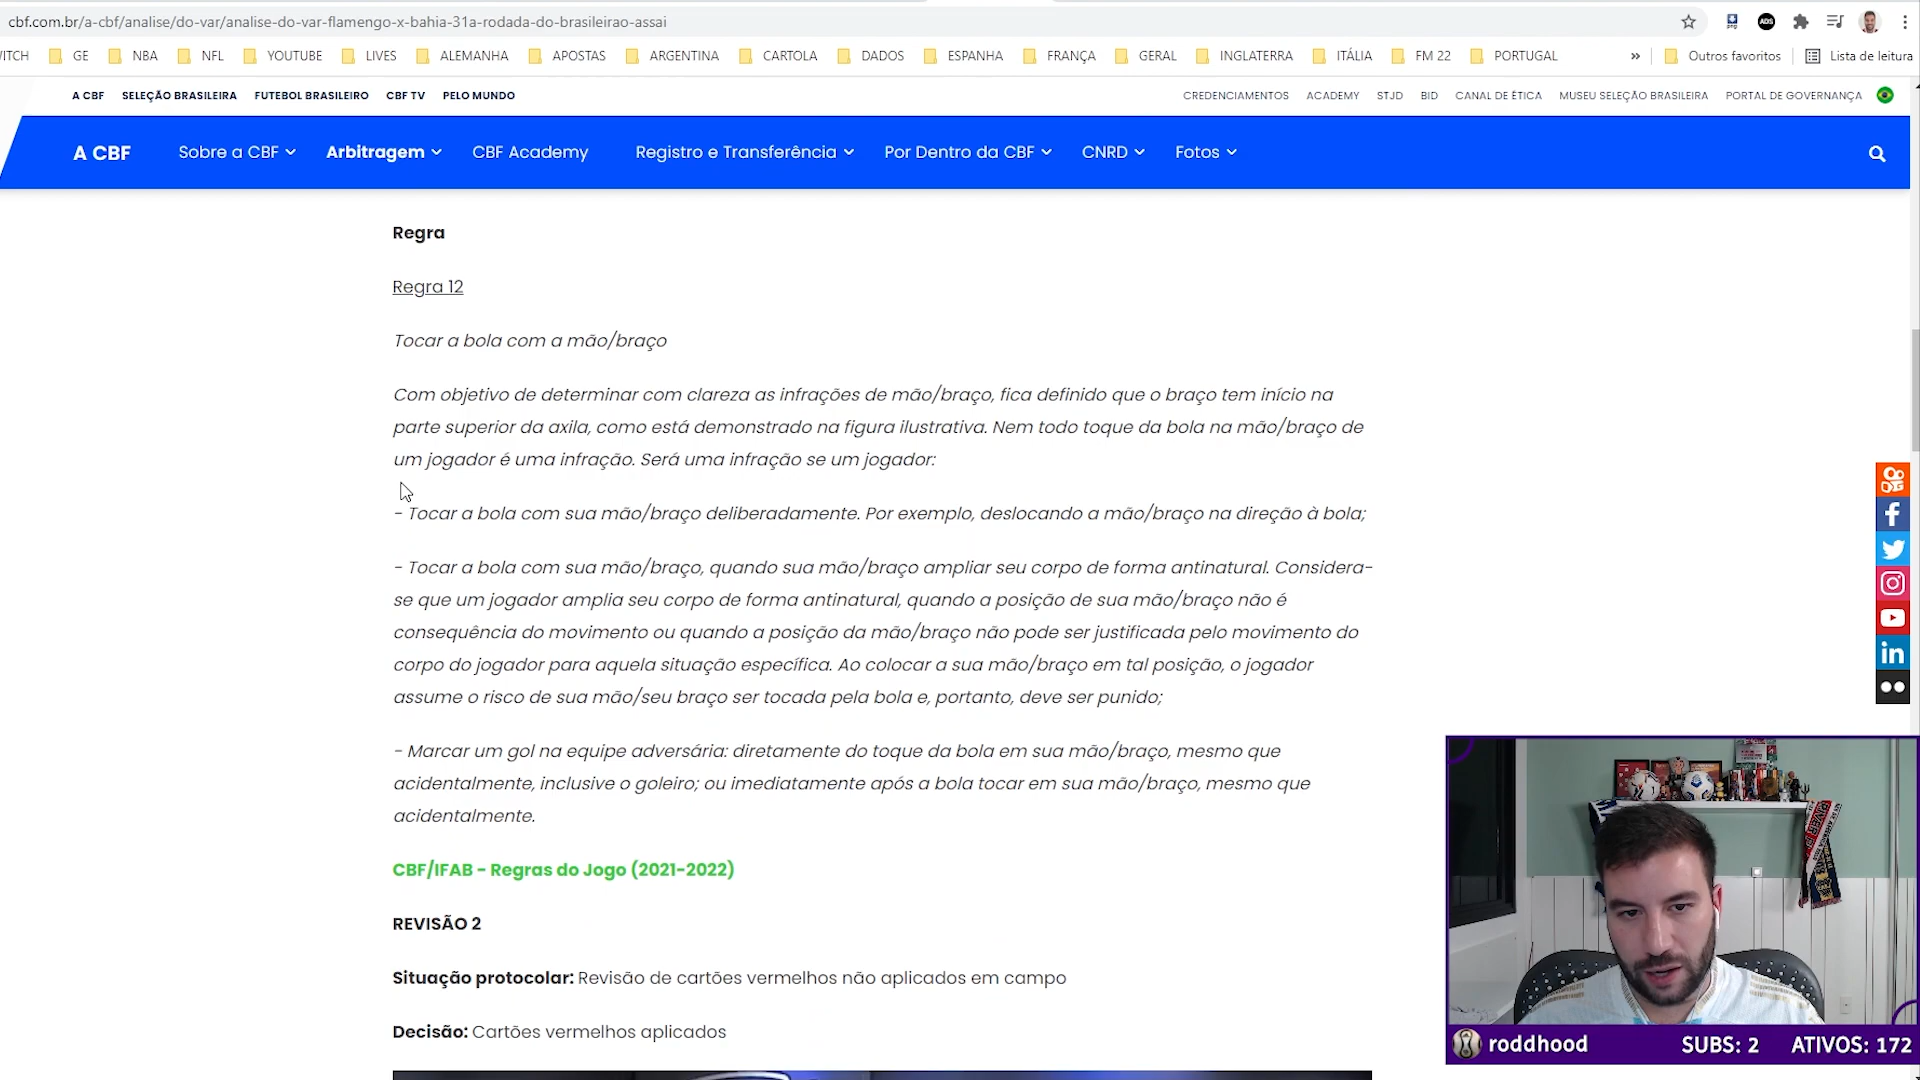 cbf.com.br/a-cbf/analise/do-var/analise-do-var-flamengo-x-bahia-31a-rodada-do-brasileirao-assai
ITCH GE NBA NFL YOUTUBE LIVES ALEMANHA APOSTAS ARGENTINA CARTOLA DADOS ESPANHA FRANÇA GERAL INGLATERRA ITÁLIA FM 22 PORTUGAL » Outros favoritos Lista de leitura
A CBF SELEÇÃO BRASILEIRA FUTEBOL BRASILEIRO CBF TV PELO MUNDO CREDENCIAMENTOS ACADEMY STJD BID CANAL DE ÉTICA MUSEU SELEÇÃO BRASILEIRA PORTAL DE GOVERNANÇA
A CBF Sobre a CBF Arbitragem CBF Academy Registro e Transferência Por Dentro da CBF CNRD Fotos
Regra
Regra 12
Tocar a bola com a mão/braço
Com objetivo de determinar com clareza as infrações de mão/braço, fica definido que o braço tem início na
parte superior da axila, como está demonstrado na figura ilustrativa. Nem todo toque da bola na mão/braço de
um jogador é uma infração. Será uma infração se um jogador:
- Tocar a bola com sua mão/braço deliberadamente. Por exemplo, deslocando a mão/braço na direção à bola;
- Tocar a bola com sua mão/braço, quando sua mão/braço ampliar seu corpo de forma antinatural. Considera-
se que um jogador amplia seu corpo de forma antinatural, quando a posição de sua mão/braço não é
consequência do movimento ou quando a posição da mão/braço não pode ser justificada pelo movimento do
corpo do jogador para aquela situação específica. Ao colocar a sua mão/braço em tal posição, o jogador
assume o risco de sua mão/seu braço ser tocada pela bola e, portanto, deve ser punido;
- Marcar um gol na equipe adversária: diretamente do toque da bola em sua mão/braço, mesmo que
acidentalmente, inclusive o goleiro; ou imediatamente após a bola tocar em sua mão/braço, mesmo que
acidentalmente.
CBF/IFAB - Regras do Jogo (2021-2022)
REVISÃO 2
Situação protocolar: Revisão de cartões vermelhos não aplicados em campo
Decisão: Cartões vermelhos aplicados
roddhood SUBS: 2 ATIVOS: 172